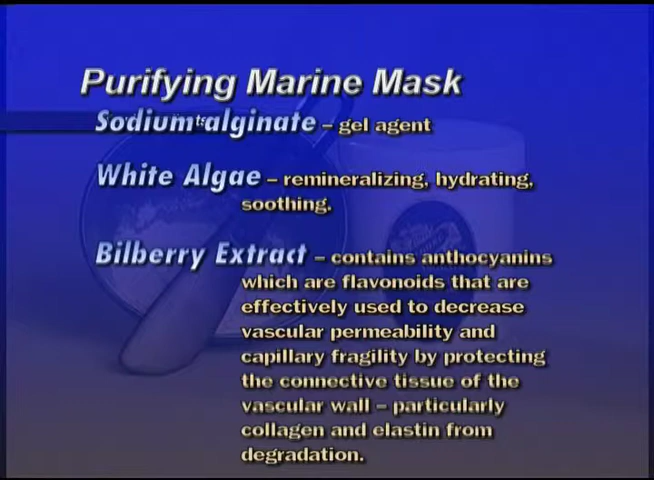 Purifying Marine Mask
Sodium alginate – gel agent
White Algae – remineralizing, hydrating,
soothing.
Bilberry Extract – contains anthocyanins
which are flavonoids that are
effectively used to decrease
vascular permeability and
capillary fragility by protecting
the connective tissue of the
vascular wall – particularly
collagen and elastin from
degradation.